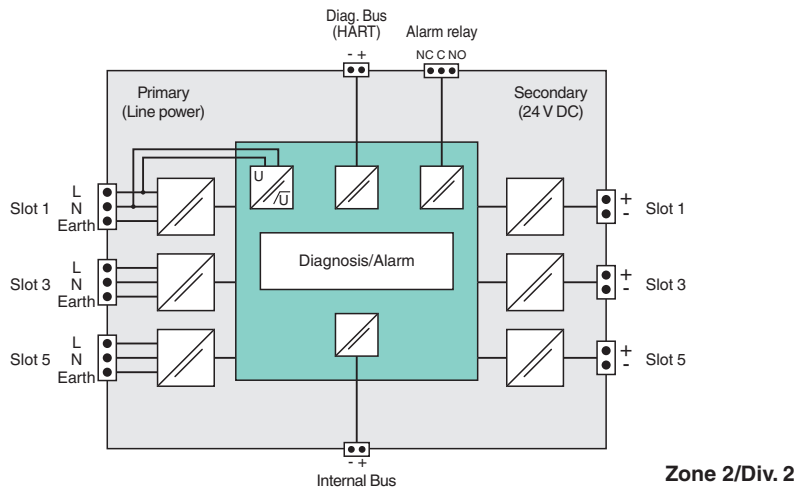 Diag. Bus
(HART)
Alarm relay
- +
NC C NO
Primary
(Line power)
Secondary
(24 V DC)
U
/U̅
L
Slot 1 N
Earth
+
- Slot 1
Diagnosis/Alarm
L
Slot 3 N
Earth
+
- Slot 3
L
Slot 5 N
Earth
+
- Slot 5
- +
Internal Bus
Zone 2/Div. 2